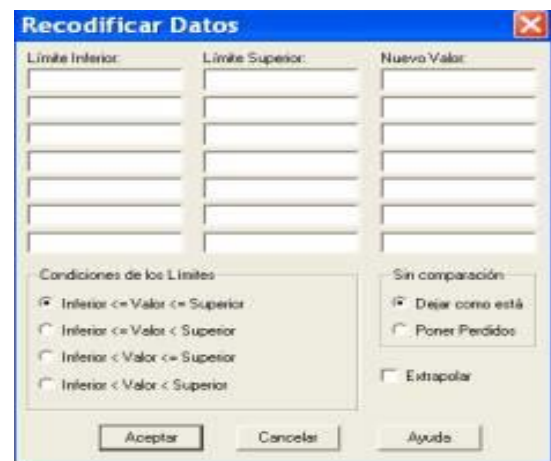 Recodificar Datos
Límite Inferior: Límite Superior: Nuevo Valor:
Condiciones de los Límites
Inferior <= Valor <= Superior
Inferior <= Valor < Superior
Inferior < Valor <= Superior
Inferior < Valor < Superior
Sin comparación
Dejar como está
Poner Perdidos
Extrapolar
Aceptar Cancelar Ayuda